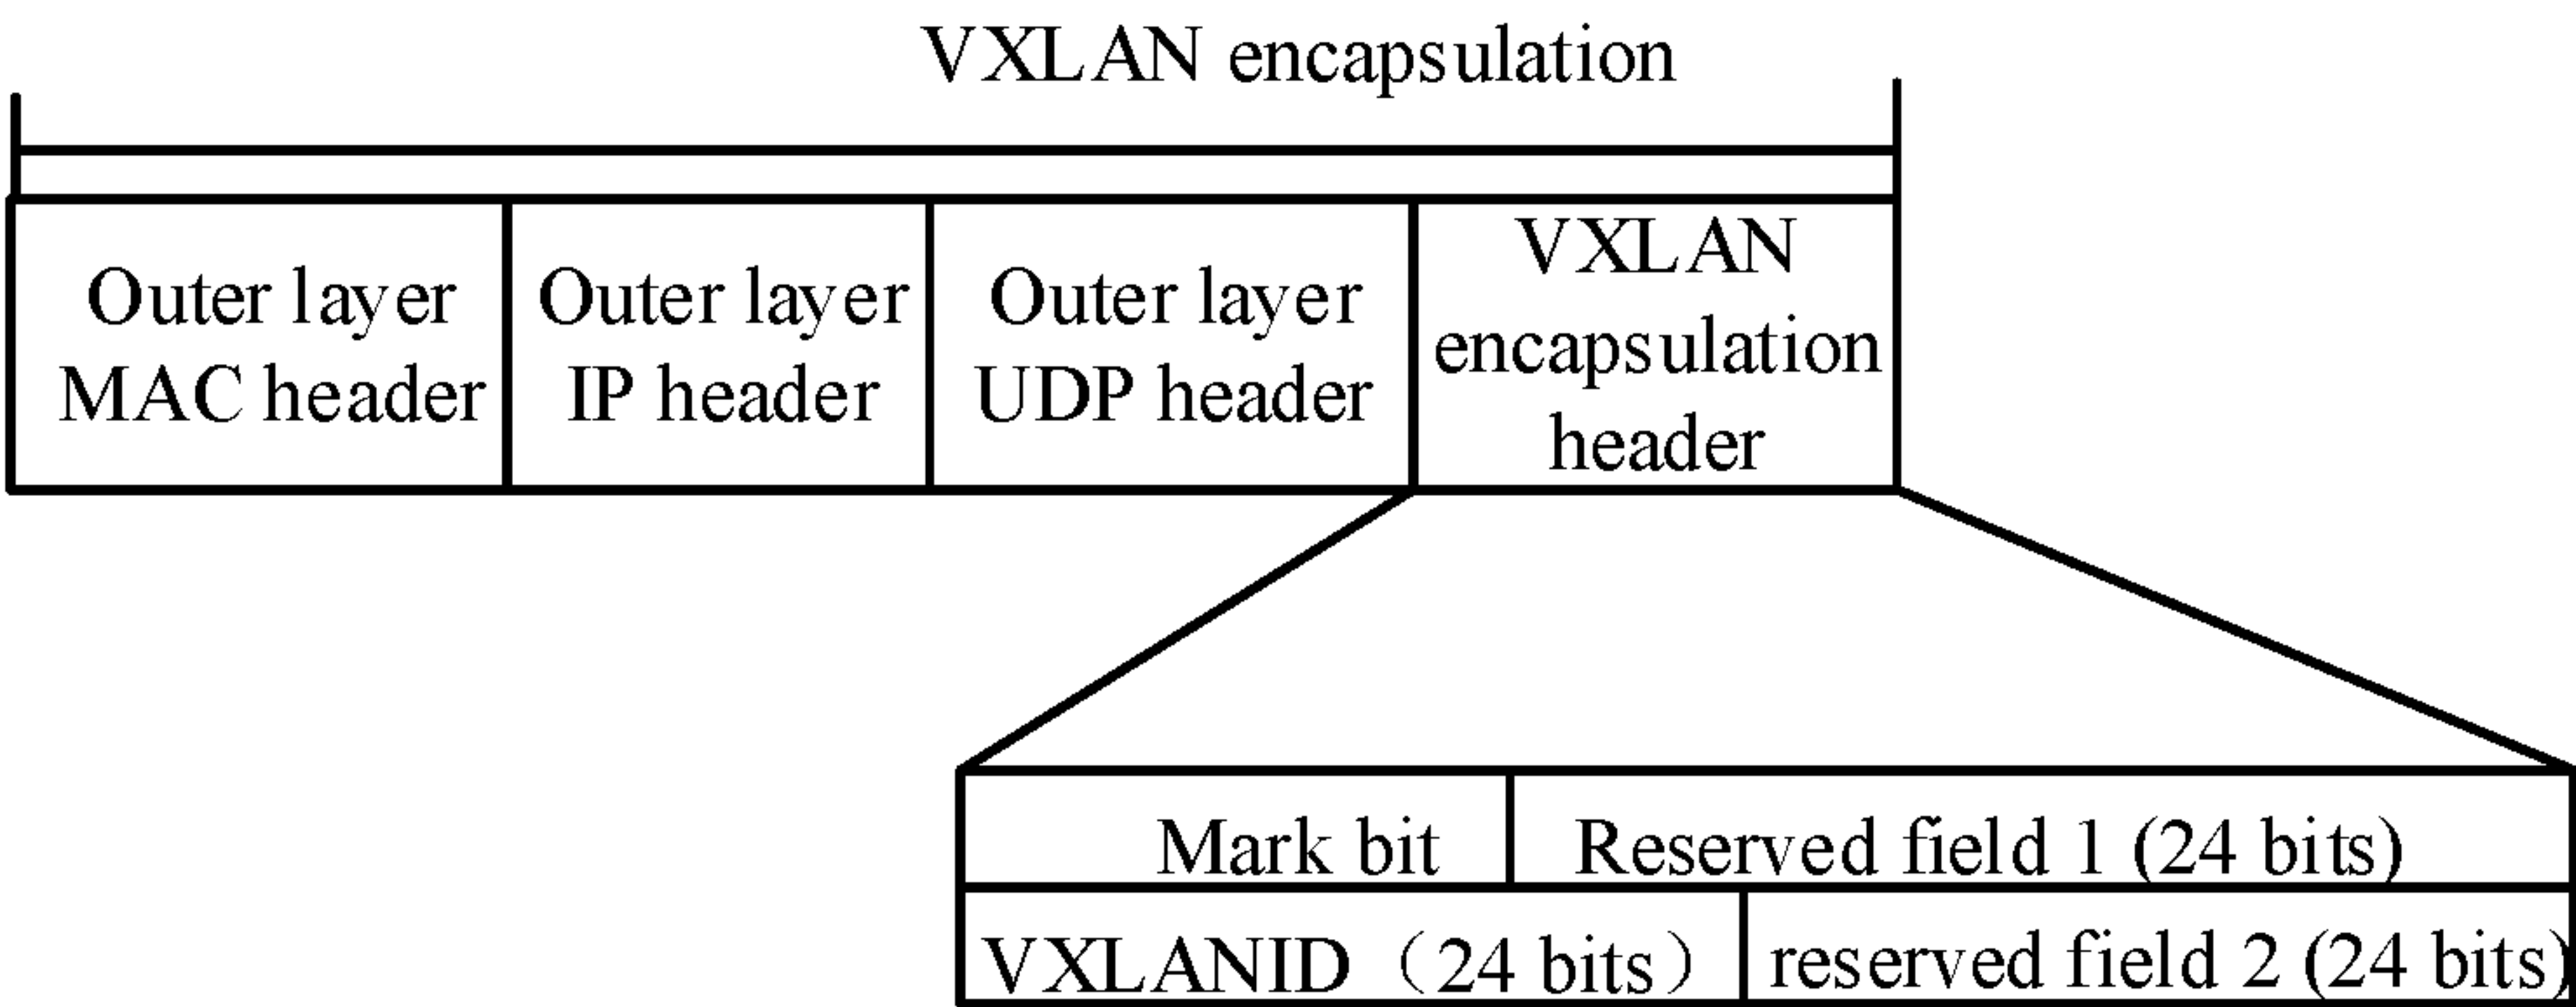 VXLAN encapsulation
Outer layer
MAC header
Outer layer
IP header
Outer layer
UDP header
VXLAN
encapsulation
header
Mark bit
Reserved field 1 (24 bits)
VXLANID（24 bits）
reserved field 2 (24 bits)